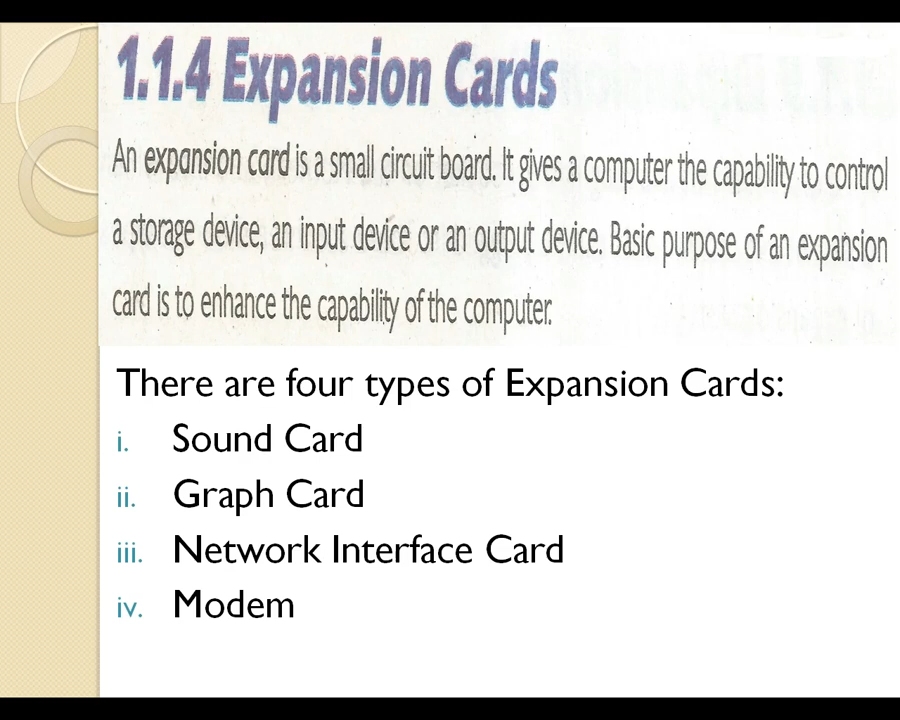 1.1.4 Expansion Cards
An expansion card is a small circuit board. It gives a computer the capability to control
a storage device, an input device or an output device. Basic purpose of an expansion
card is to enhance the capability of the computer.
There are four types of Expansion Cards:
i. Sound Card
ii. Graph Card
iii. Network Interface Card
iv. Modem